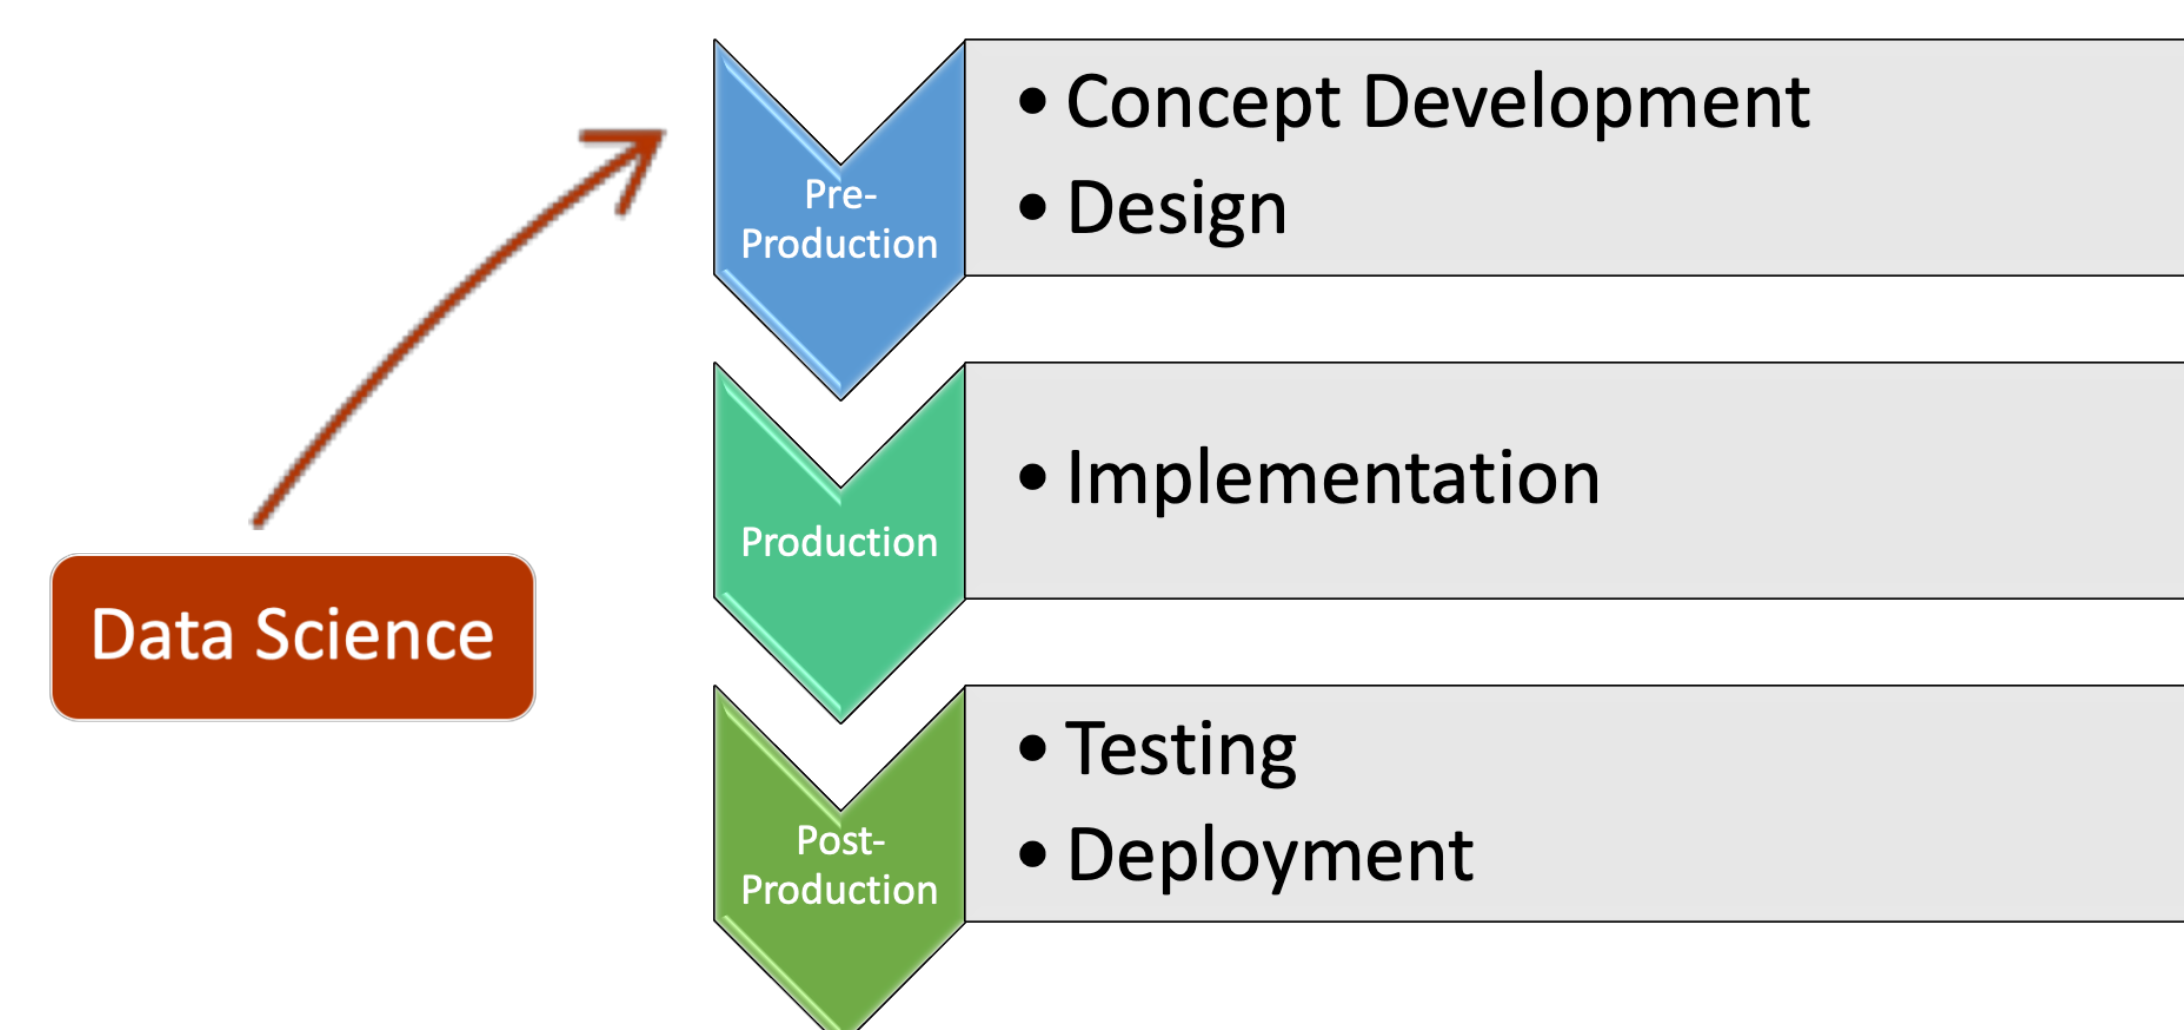 • Concept Development
• Design
Pre-
Production
• Implementation
Production
Data Science
• Testing
• Deployment
Post-
Production